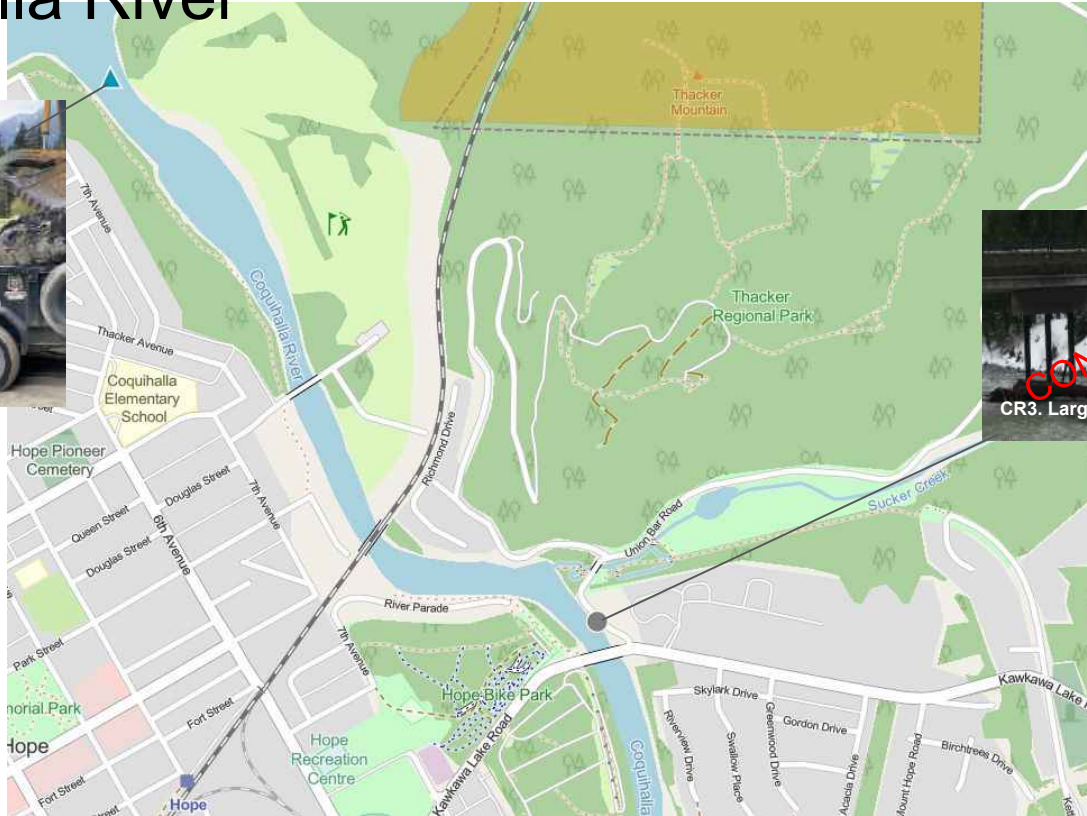 River
7th Avenue
Thacker
Mountain
Coquihalla River
Thacker
Regional Park
Thacker Avenue
Coquihalla
Elementary
School
CR3. Larg
Richmond Drive
Hope Pioneer
Cemetery
Douglas Street
7th Avenue
Queen Street
Douglas Street
6th Avenue
Union Bar Road
Sucker Creek
River Parade
7th Avenue
Park Street
Hope Bike Park
Kawkawa Lake
Skylark Drive
Gordon Drive
Birchtrees Drive
Fort Street
Hope
Hope
Recreation
Centre
Kawkawa Lake Road
Riverview Drive
Swallow Place
Greenwood Drive
Acacia Drive
Mount Hope Road
Coquihalla
Fort Street
Hope